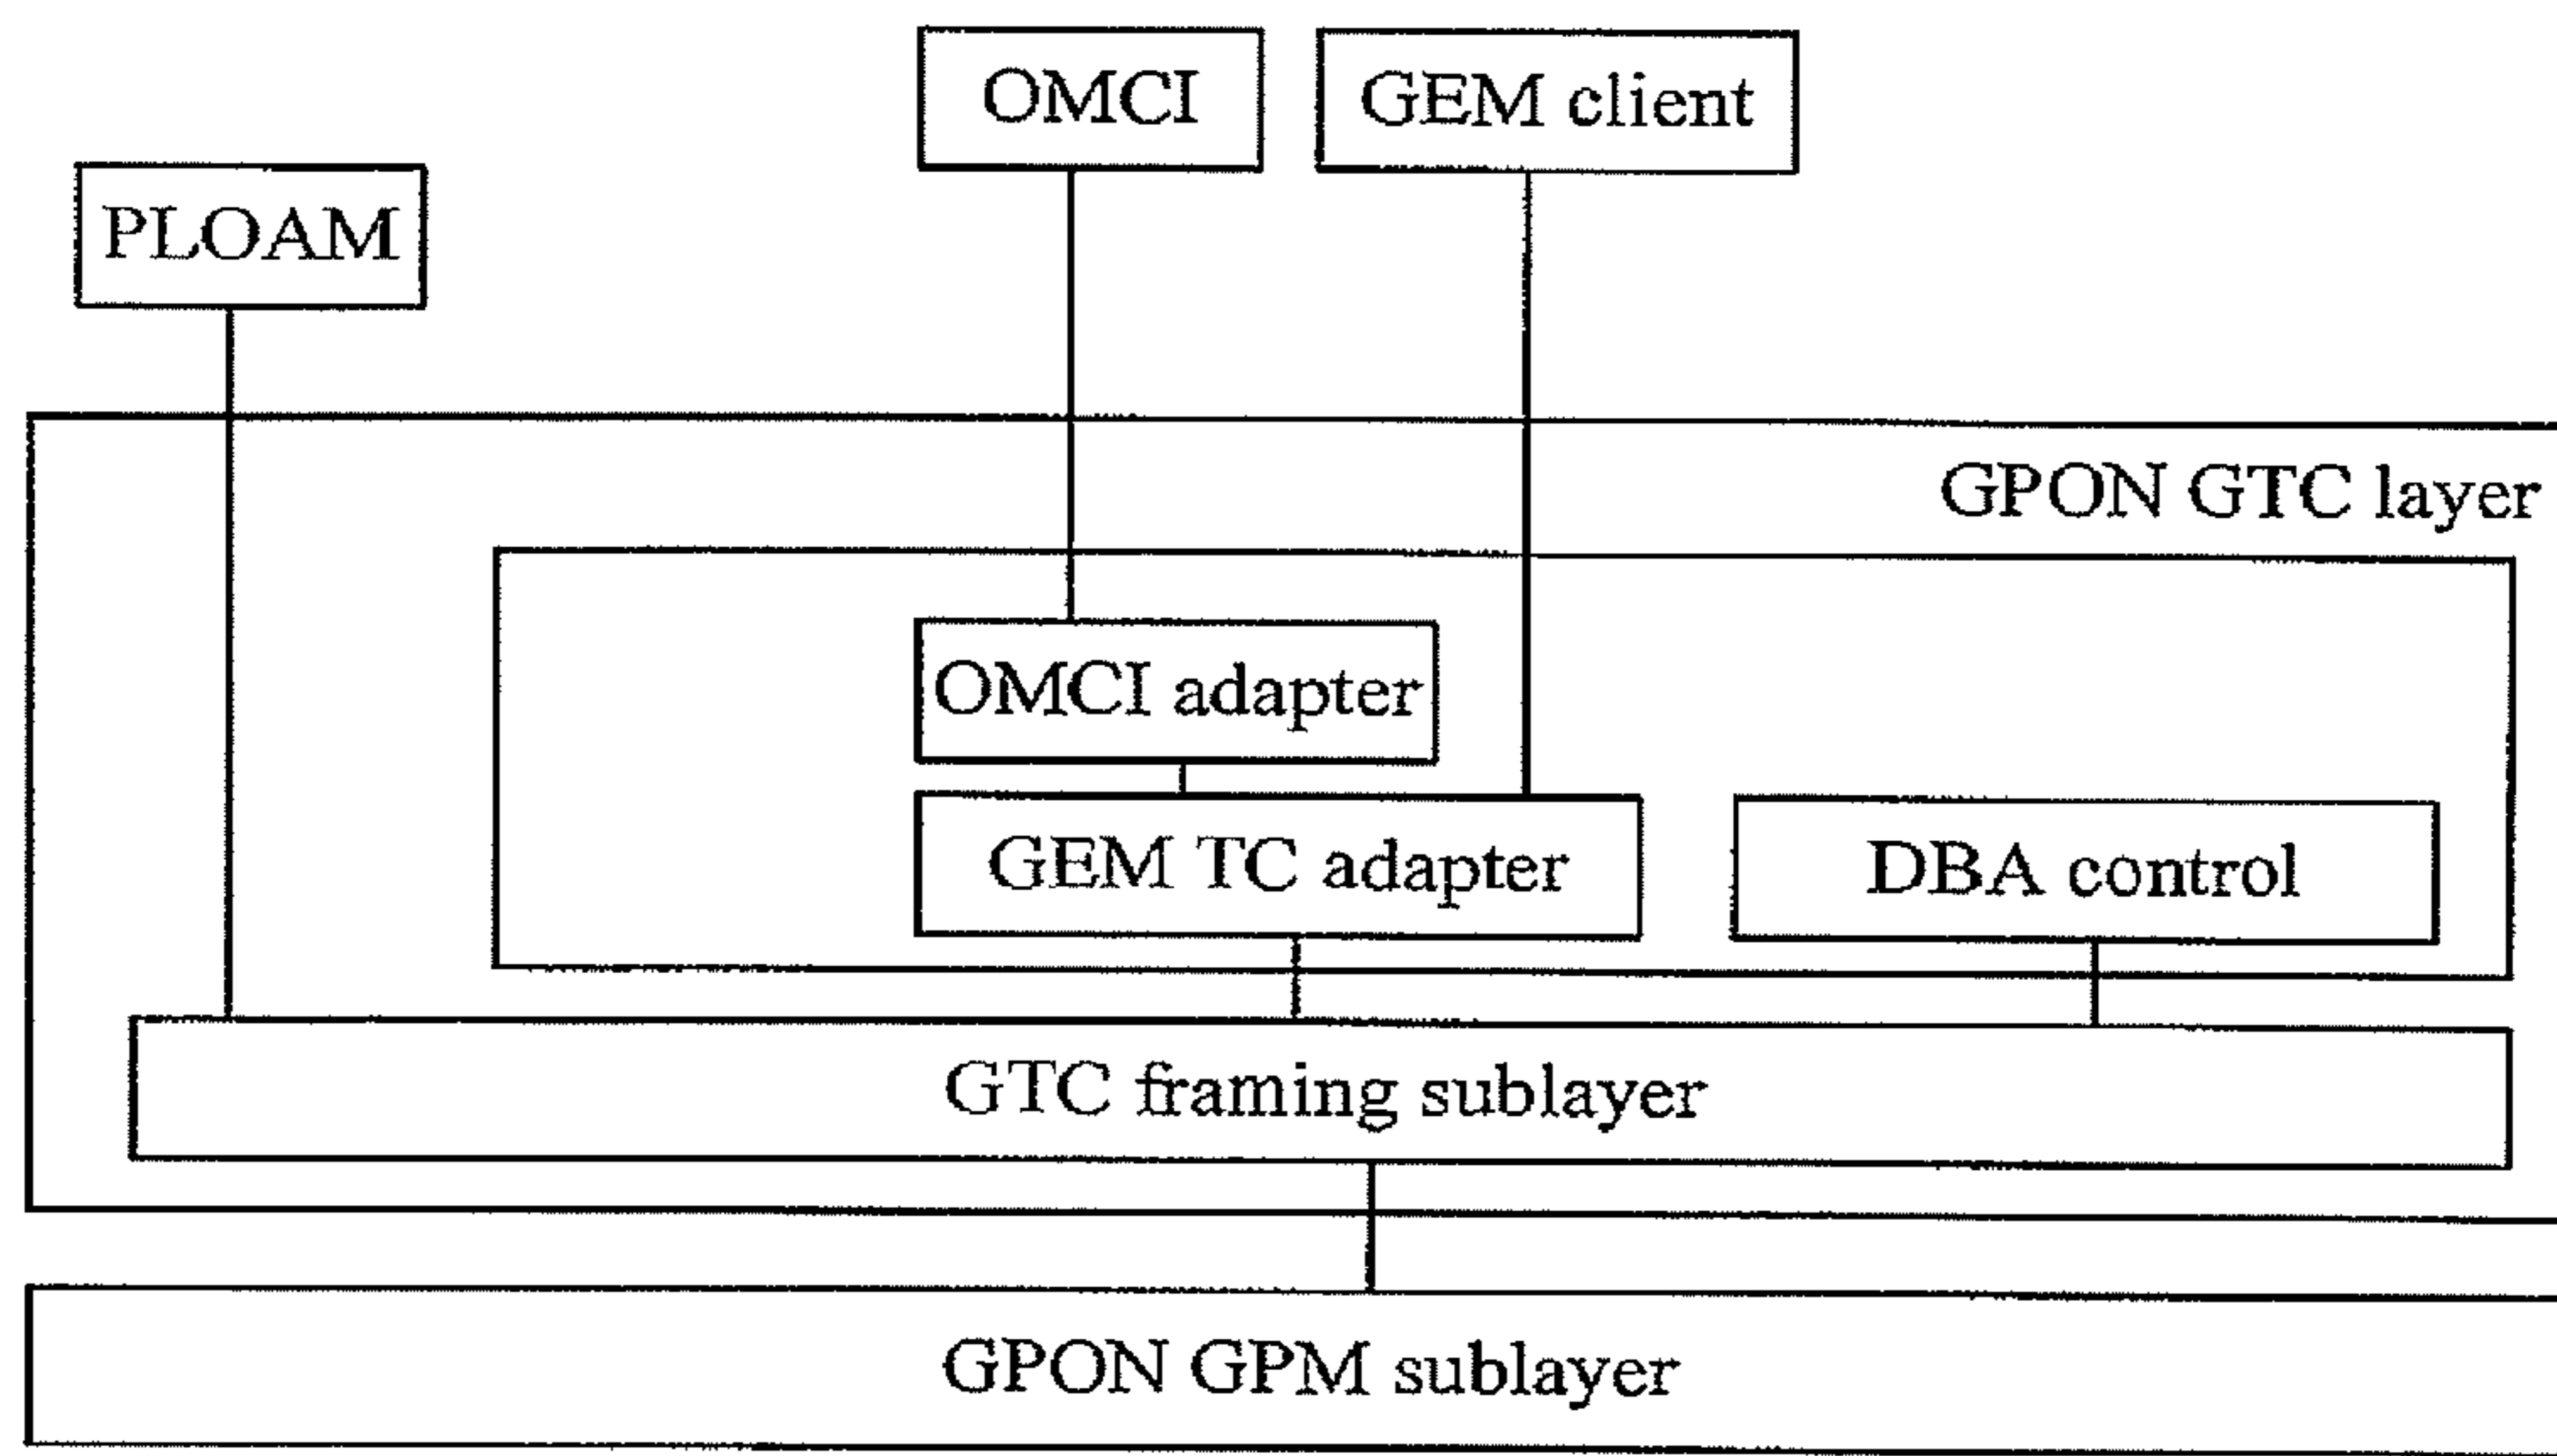 OMCI
GEM client
PLOAM
GPON GTC layer
OMCI adapter
GEM TC adapter
DBA control
GTC framing sublayer
GPON GPM sublayer